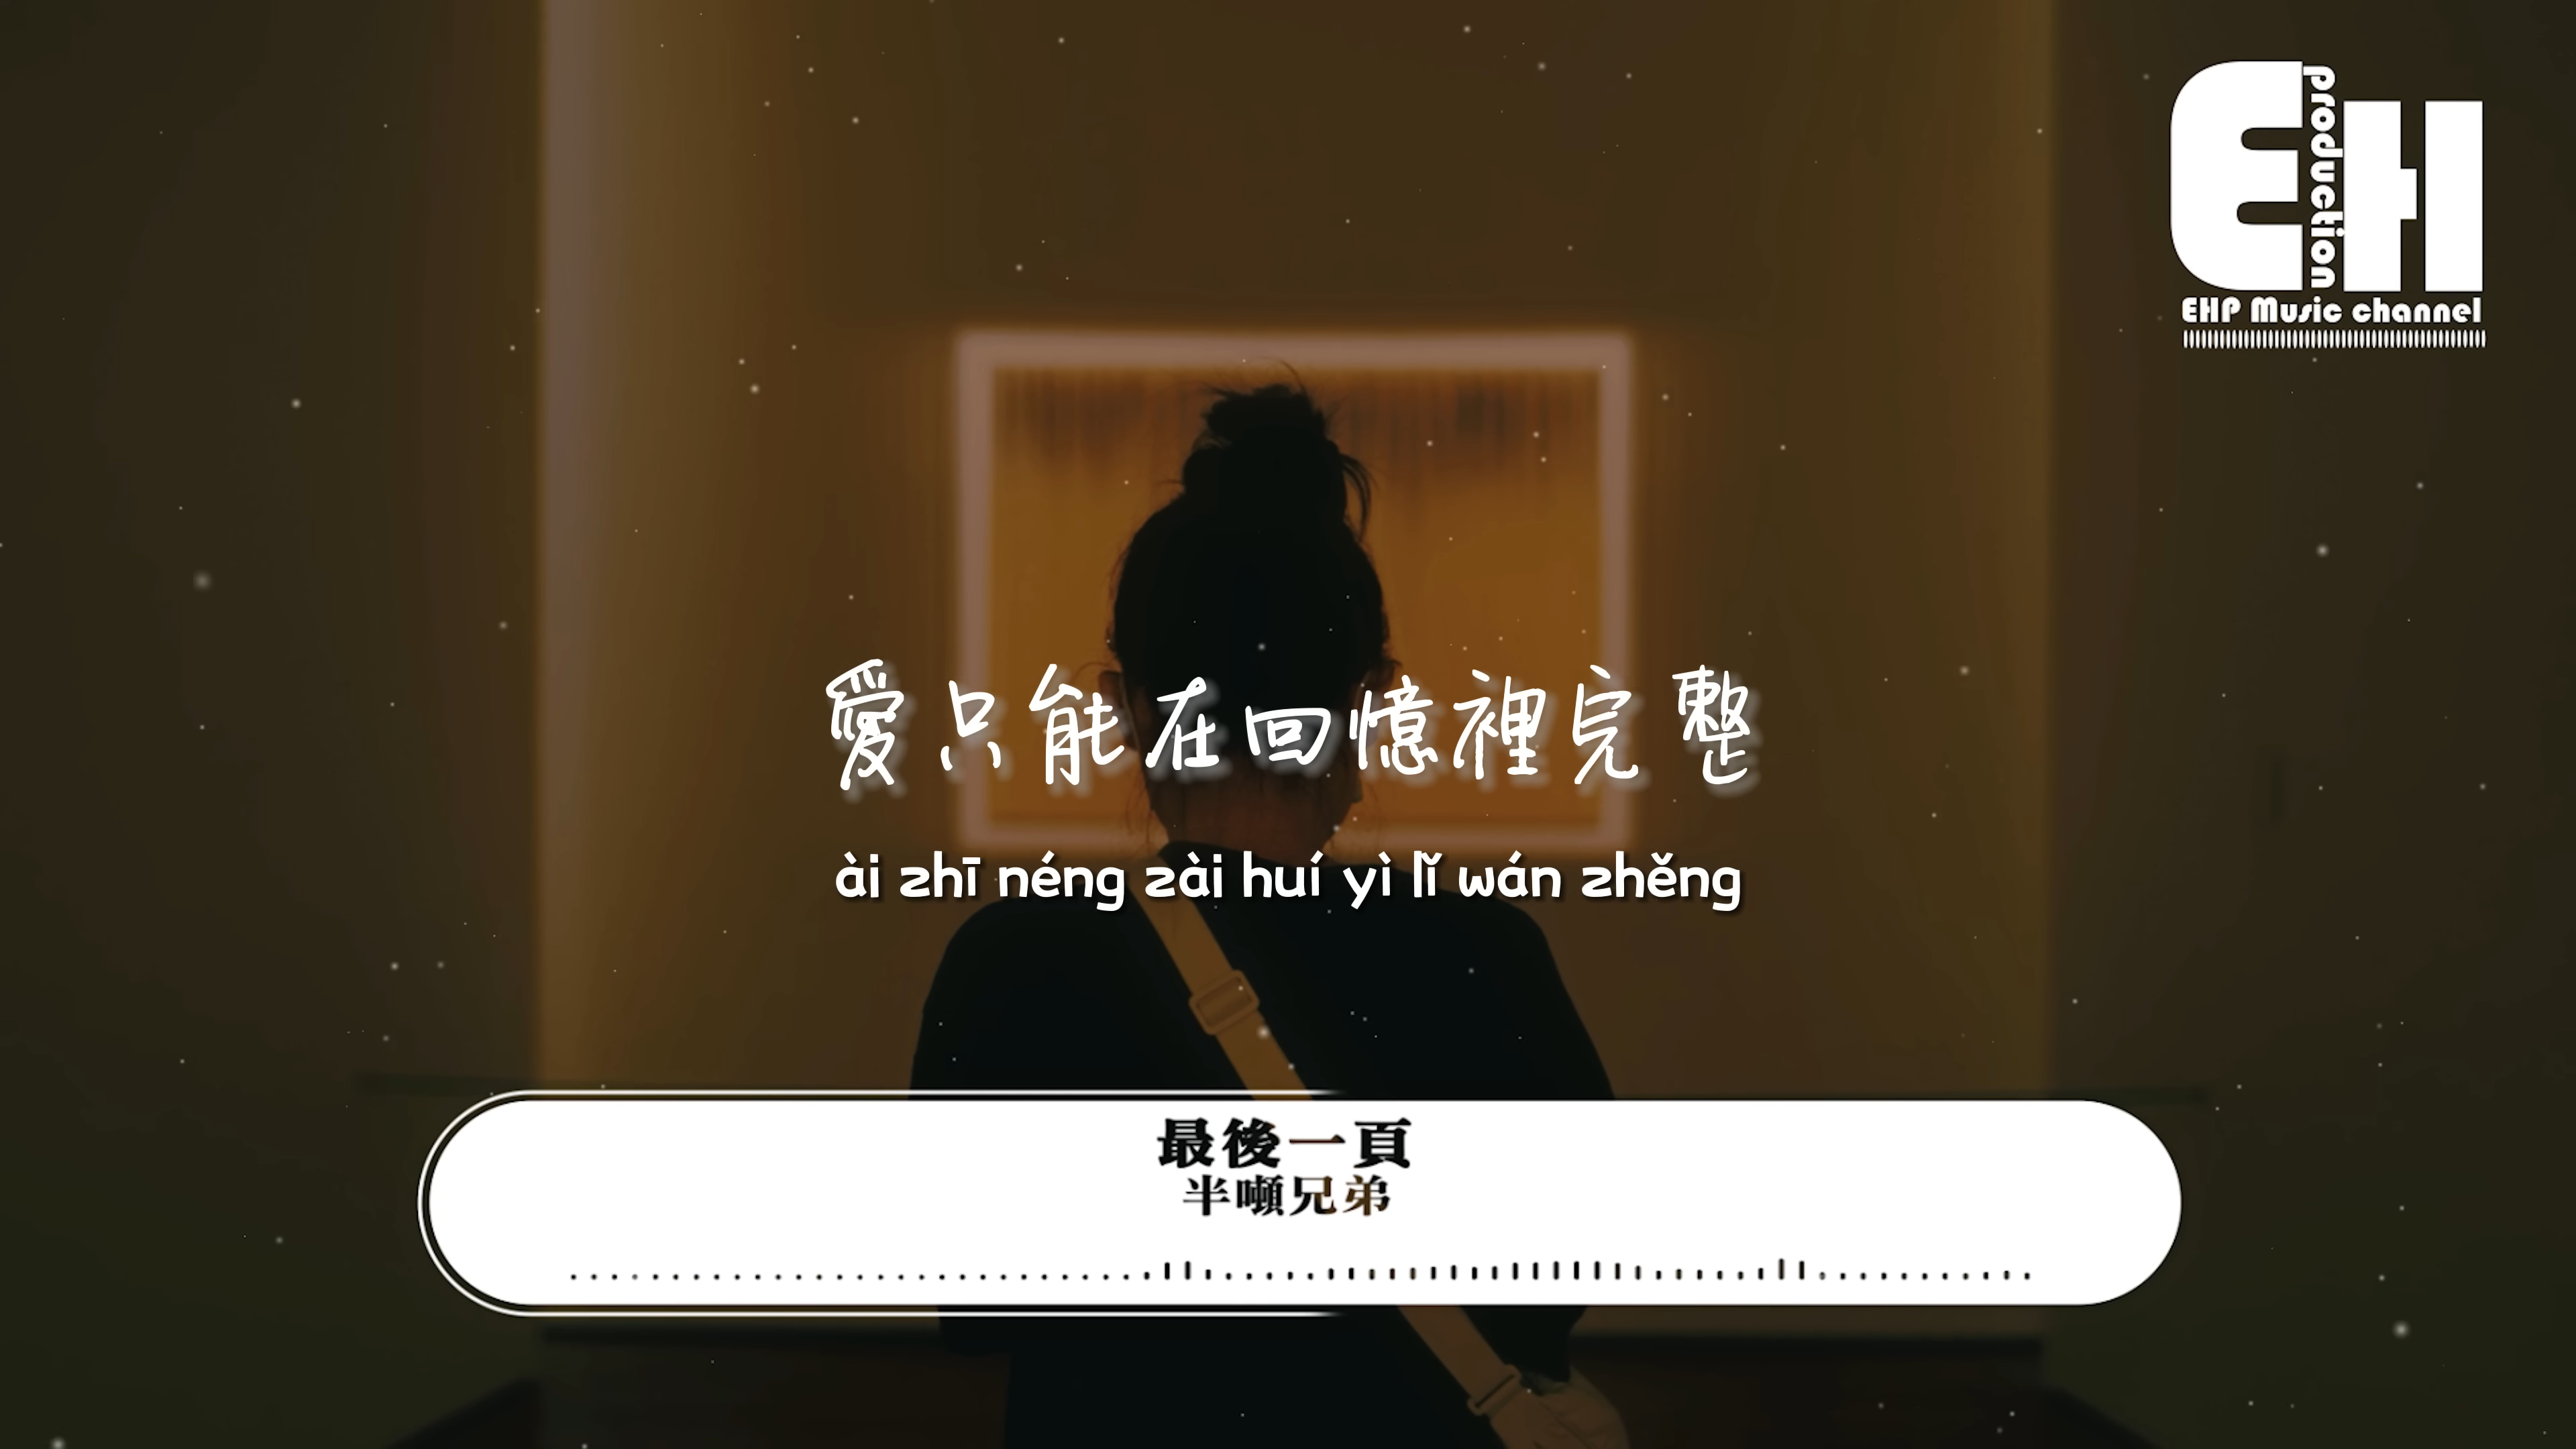 EH
production
EHP Music channel
愛只能在回憶裡完整
ài zhī néng zài huí yì lǐ wán zhěng
最後一頁
半噸兄弟